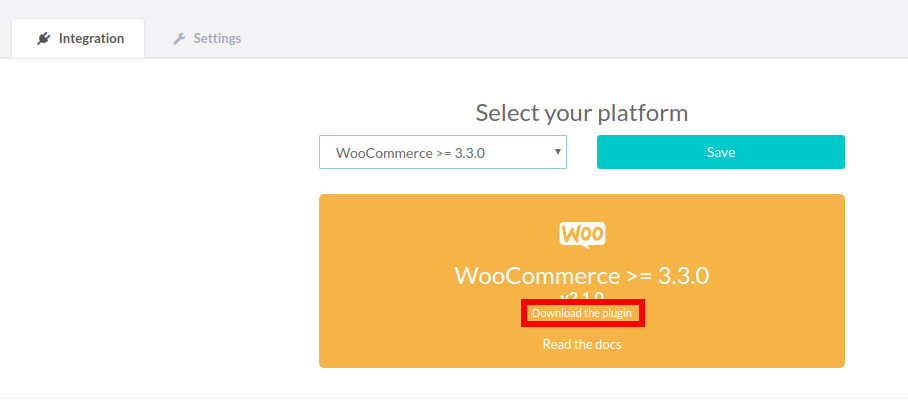 Integration
Settings
Select your platform
WooCommerce >= 3.3.0
Save
Woo
WooCommerce >= 3.3.0
v2.1.0
Download the plugin
Read the docs